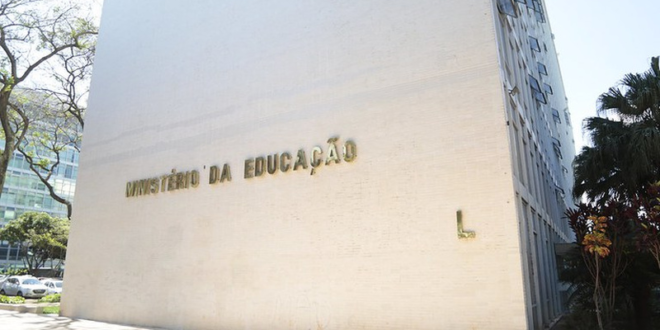 MINISTÉRIO DA EDUCAÇÃO
L